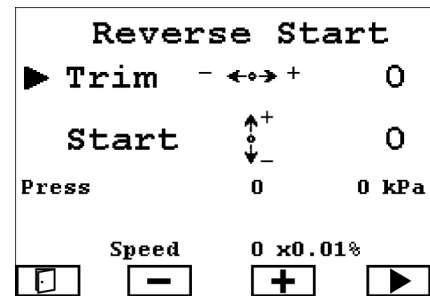 Reverse Start
Trim - + 0
Start + - 0
Press 0 0 kPa
Speed 0 x0.01%
- +